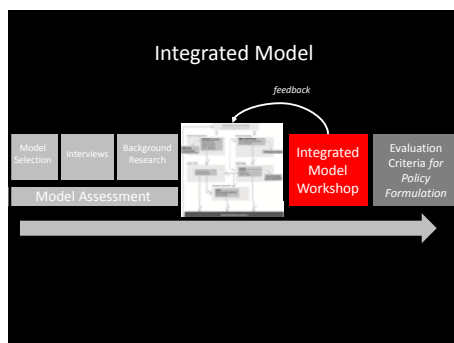 Integrated Model
feedback
Model
Selection
Interviews
Background
Research
Model Assessment
Integrated
Model
Workshop
Evaluation
Criteria for
Policy
Formulation